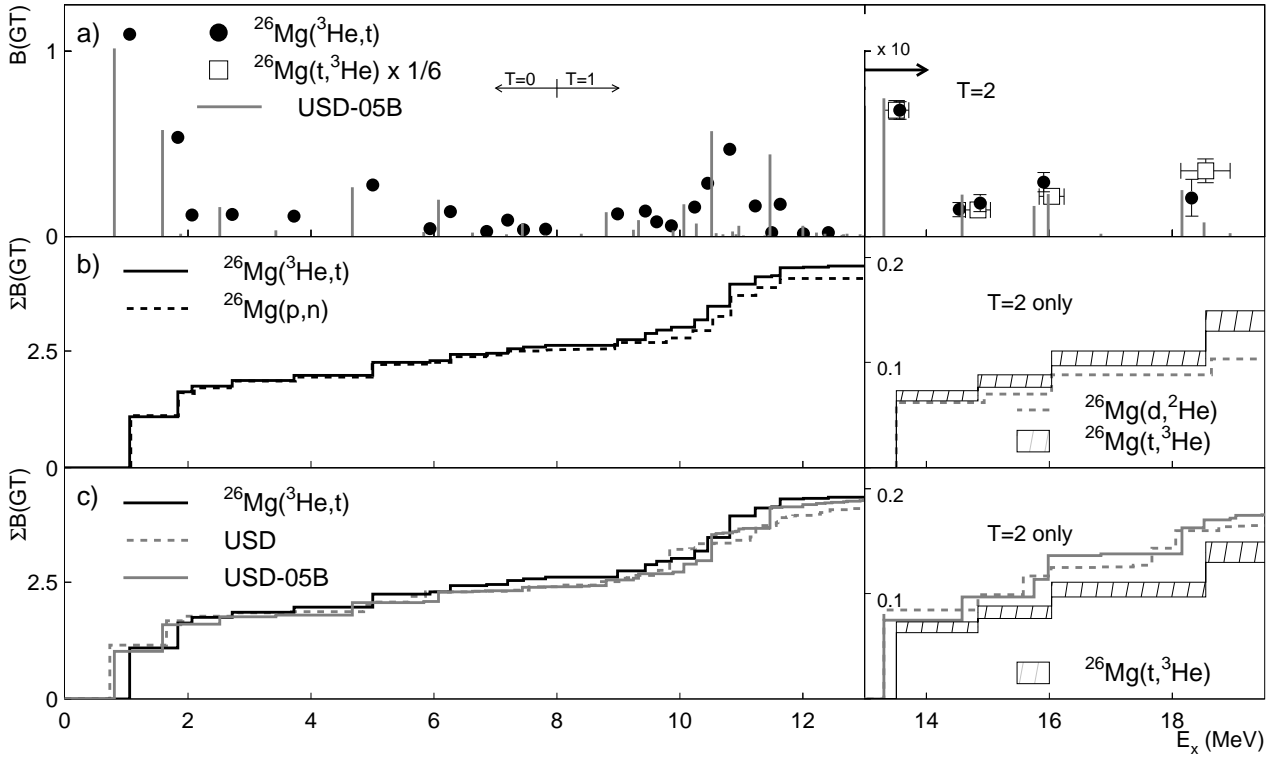 a)
B(GT)
1
0
²⁶Mg(³He,t)
²⁶Mg(t,³He) x 1/6
USD-05B
T=0
T=1
x 10
T=2
b)
ΣB(GT)
2.5
0
²⁶Mg(³He,t)
²⁶Mg(p,n)
0.2
0.1
T=2 only
²⁶Mg(d,²He)
²⁶Mg(t,³He)
c)
ΣB(GT)
2.5
0
²⁶Mg(³He,t)
USD
USD-05B
0.2
0.1
T=2 only
²⁶Mg(t,³He)
0 2 4 6 8 10 12 14 16 18
Eₓ (MeV)